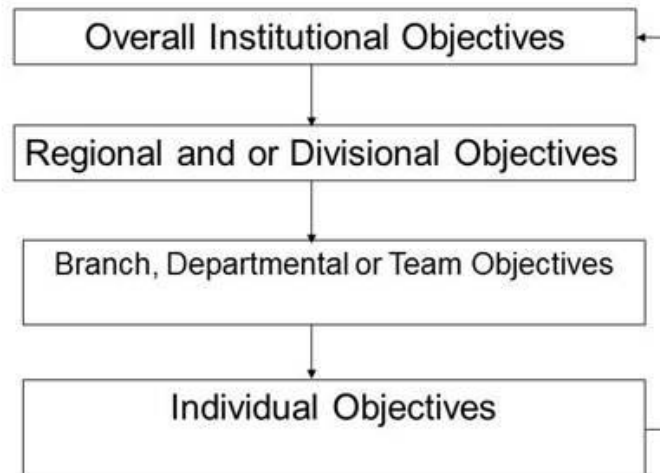 Overall Institutional Objectives
Regional and or Divisional Objectives
Branch, Departmental or Team Objectives
Individual Objectives